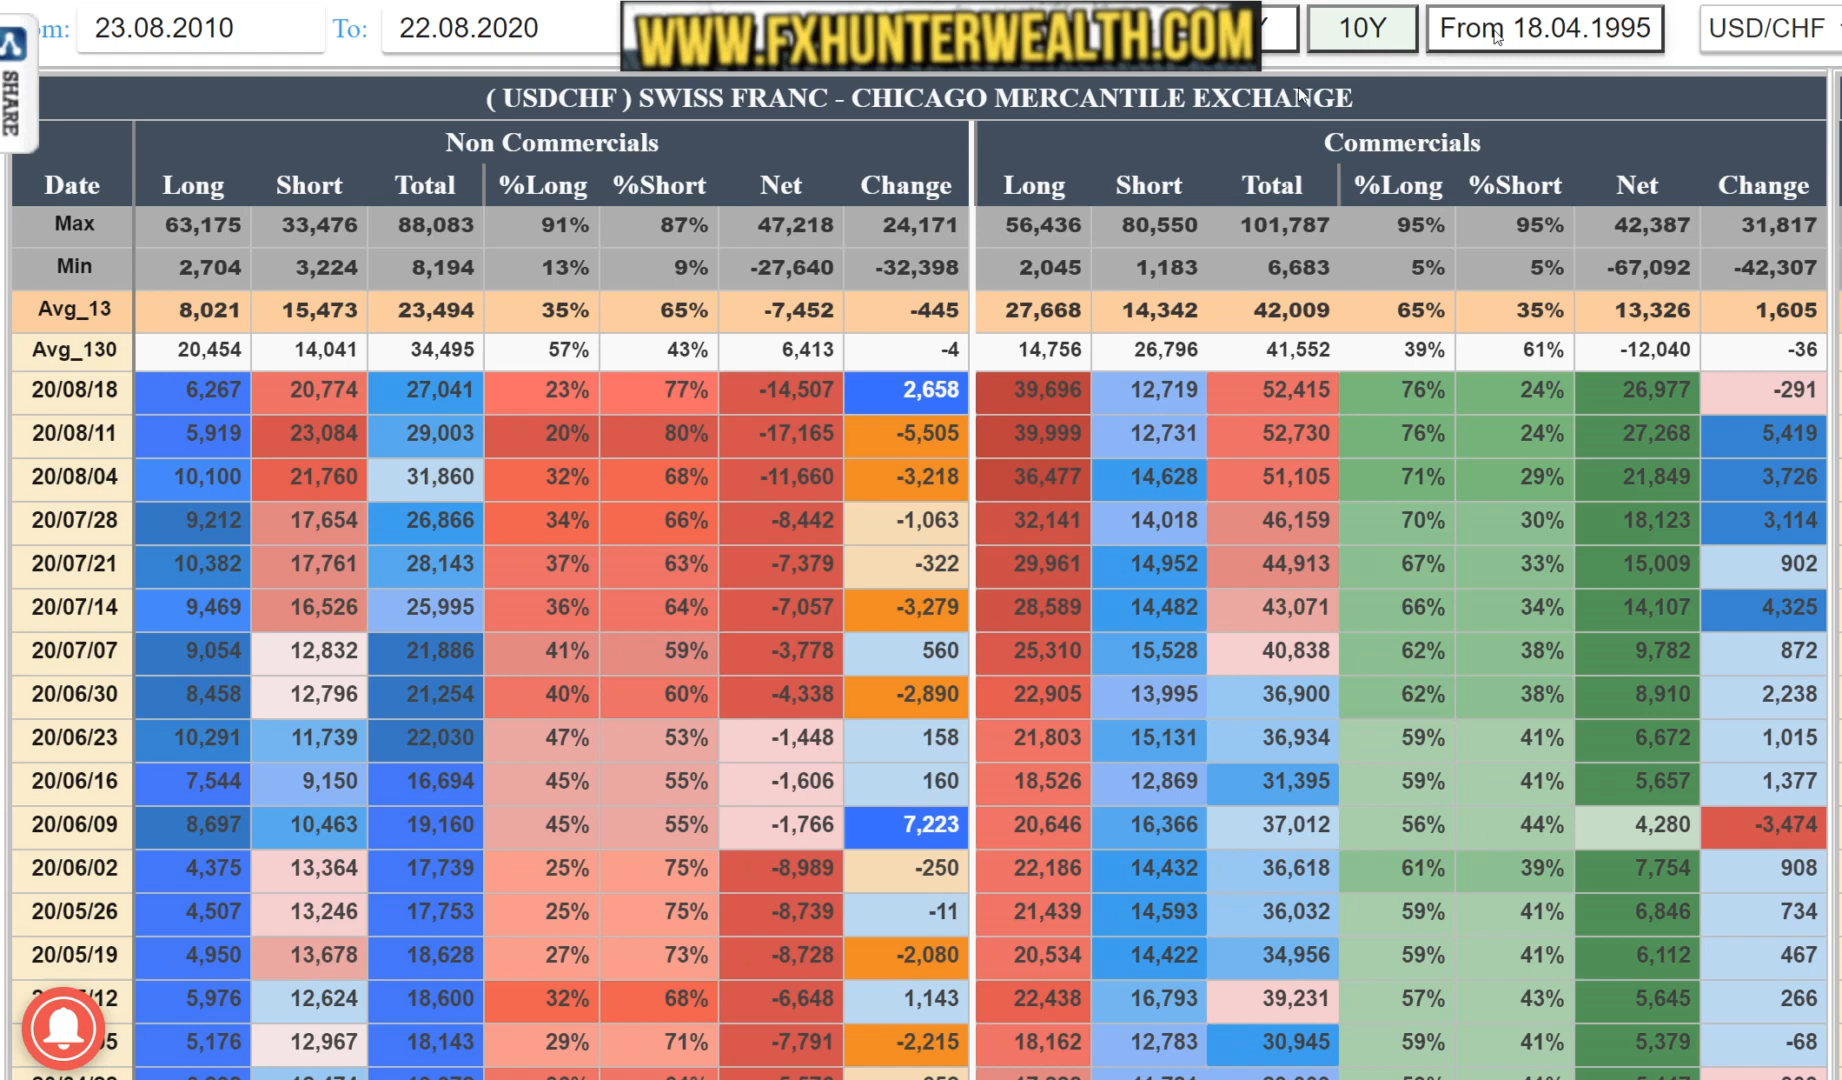 om: 23.08.2010 To: 22.08.2020 WWW.FXHUNTERWEALTH.COM 10Y From 18.04.1995 USD/CHF
SHARE
( USDCHF ) SWISS FRANC - CHICAGO MERCANTILE EXCHANGE
Non Commercials Commercials
Date Long Short Total %Long %Short Net Change Long Short Total %Long %Short Net Change
Max 63,175 33,476 88,083 91% 87% 47,218 24,171 56,436 80,550 101,787 95% 95% 42,387 31,817
Min 2,704 3,224 8,194 13% 9% -27,640 -32,398 2,045 1,183 6,683 5% 5% -67,092 -42,307
Avg_13 8,021 15,473 23,494 35% 65% -7,452 -445 27,668 14,342 42,009 65% 35% 13,326 1,605
Avg_130 20,454 14,041 34,495 57% 43% 6,413 -4 14,756 26,796 41,552 39% 61% -12,040 -36
20/08/18 6,267 20,774 27,041 23% 77% -14,507 2,658 39,696 12,719 52,415 76% 24% 26,977 -291
20/08/11 5,919 23,084 29,003 20% 80% -17,165 -5,505 39,999 12,731 52,730 76% 24% 27,268 5,419
20/08/04 10,100 21,760 31,860 32% 68% -11,660 -3,218 36,477 14,628 51,105 71% 29% 21,849 3,726
20/07/28 9,212 17,654 26,866 34% 66% -8,442 -1,063 32,141 14,018 46,159 70% 30% 18,123 3,114
20/07/21 10,382 17,761 28,143 37% 63% -7,379 -322 29,961 14,952 44,913 67% 33% 15,009 902
20/07/14 9,469 16,526 25,995 36% 64% -7,057 -3,279 28,589 14,482 43,071 66% 34% 14,107 4,325
20/07/07 9,054 12,832 21,886 41% 59% -3,778 560 25,310 15,528 40,838 62% 38% 9,782 872
20/06/30 8,458 12,796 21,254 40% 60% -4,338 -2,890 22,905 13,995 36,900 62% 38% 8,910 2,238
20/06/23 10,291 11,739 22,030 47% 53% -1,448 158 21,803 15,131 36,934 59% 41% 6,672 1,015
20/06/16 7,544 9,150 16,694 45% 55% -1,606 160 18,526 12,869 31,395 59% 41% 5,657 1,377
20/06/09 8,697 10,463 19,160 45% 55% -1,766 7,223 20,646 16,366 37,012 56% 44% 4,280 -3,474
20/06/02 4,375 13,364 17,739 25% 75% -8,989 -250 22,186 14,432 36,618 61% 39% 7,754 908
20/05/26 4,507 13,246 17,753 25% 75% -8,739 -11 21,439 14,593 36,032 59% 41% 6,846 734
20/05/19 4,950 13,678 18,628 27% 73% -8,728 -2,080 20,534 14,422 34,956 59% 41% 6,112 467
/12 5,976 12,624 18,600 32% 68% -6,648 1,143 22,438 16,793 39,231 57% 43% 5,645 266
5 5,176 12,967 18,143 29% 71% -7,791 -2,215 18,162 12,783 30,945 59% 41% 5,379 -68